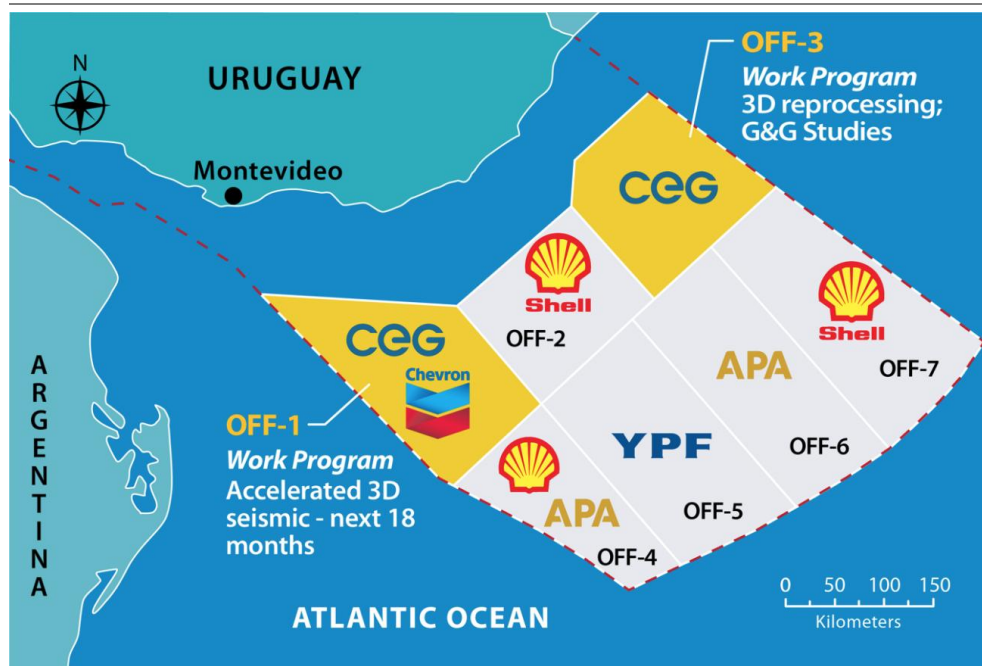 N
URUGUAY
Montevideo
OFF-3
Work Program
3D reprocessing;
G&G Studies
CEG
Shell
OFF-2
Shell
OFF-7
CEG
Chevron
APA
OFF-6
OFF-1
Work Program
Accelerated 3D
seismic - next 18
months
YPF
OFF-5
APA
OFF-4
ARGENTINA
ATLANTIC OCEAN
0 50 100 150
Kilometers